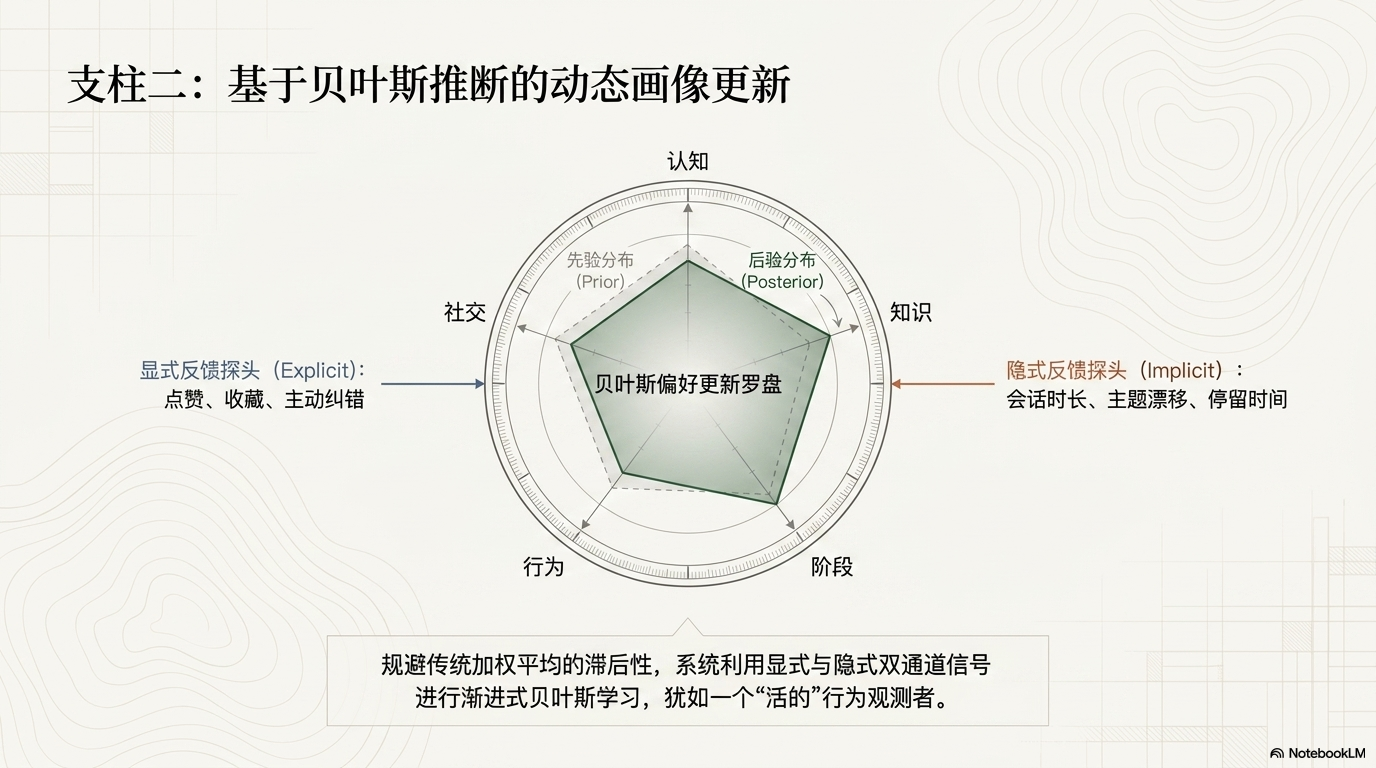 支柱二：基于贝叶斯推断的动态画像更新
认知
先验分布
(Prior)
后验分布
(Posterior)
社交
知识
显式反馈探头（Explicit）：
点赞、收藏、主动纠错
贝叶斯偏好更新罗盘
隐式反馈探头（Implicit）：
会话时长、主题漂移、停留时间
行为
阶段
规避传统加权平均的滞后性，系统利用显式与隐式双通道信号
进行渐进式贝叶斯学习，犹如一个“活的”行为观测者。
NotebookLM